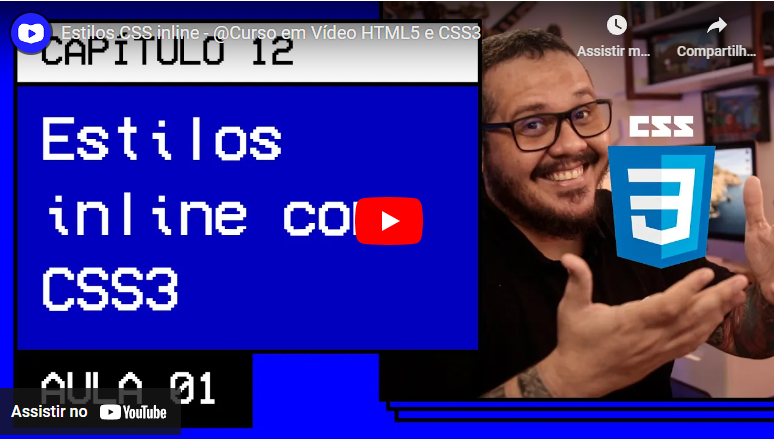 Estilos CSS inline - @Curso em Vídeo HTML5 e CSS3
Assistir m...
Compartilh...
CAPÍTULO 12
Estilos
inline co
CSS3
CSS
3
AULA 01
Assistir no YouTube